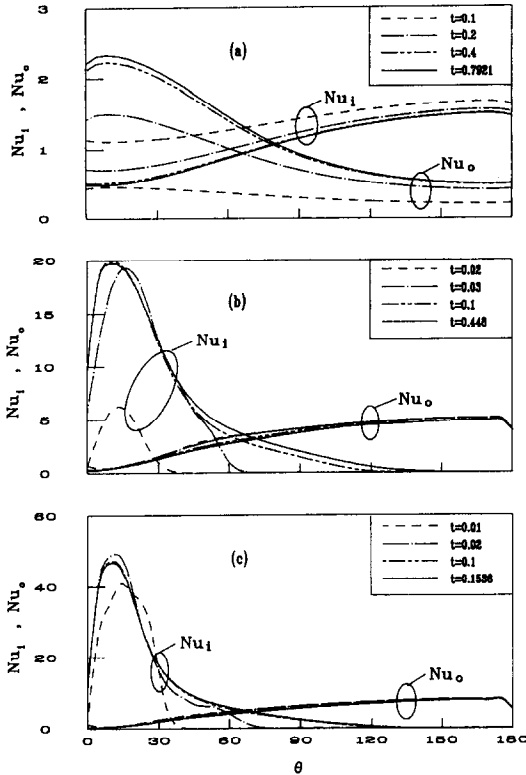 3
2
1
0
Nu_i , Nu_o
(a)
t=0.1
t=0.2
t=0.4
t=0.7921
Nu_i
Nu_o
20
15
10
5
0
Nu_i , Nu_o
(b)
t=0.02
t=0.03
t=0.1
t=0.448
Nu_i
Nu_o
60
40
20
0
Nu_i , Nu_o
(c)
t=0.01
t=0.02
t=0.1
t=0.1536
Nu_i
Nu_o
0 30 60 90 120 150 180
θ